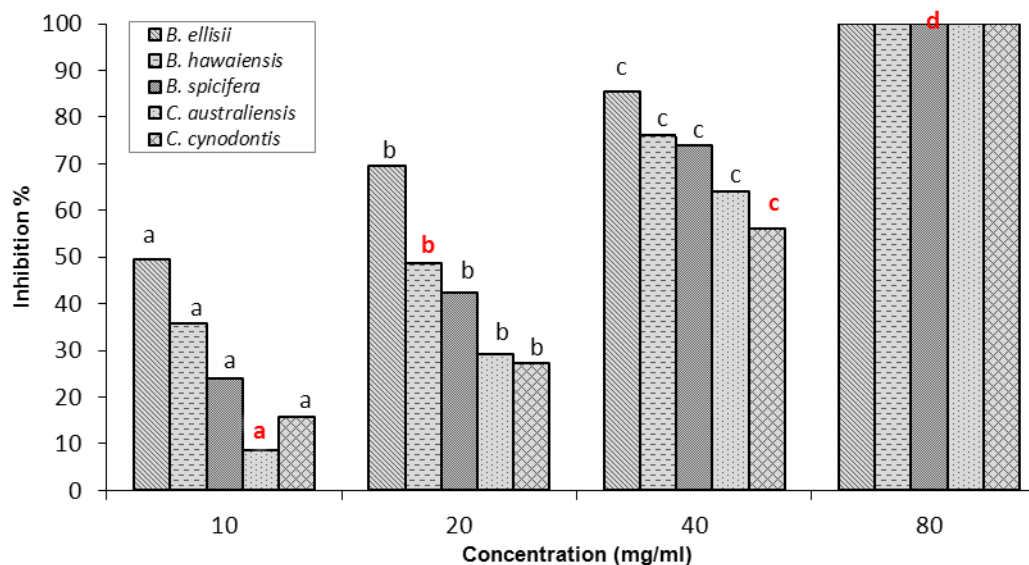 100
90
80
70
60
50
40
30
20
10
0
Inhibition %
B. ellisii
B. hawaiensis
B. spicifera
C. australiensis
C. cynodontis
a
a
a
a
a
b
b
b
b
b
c
c
c
c
c
d
10 20 40 80
Concentration (mg/ml)